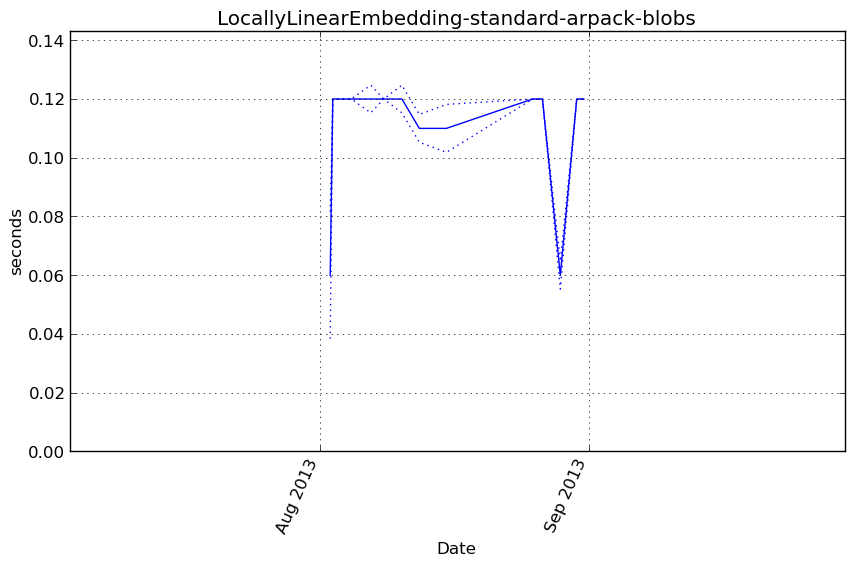 LocallyLinearEmbedding-standard-arpack-blobs
0.14
0.12
0.10
0.08
0.06
0.04
0.02
0.00
seconds
Aug 2013
Sep 2013
Date